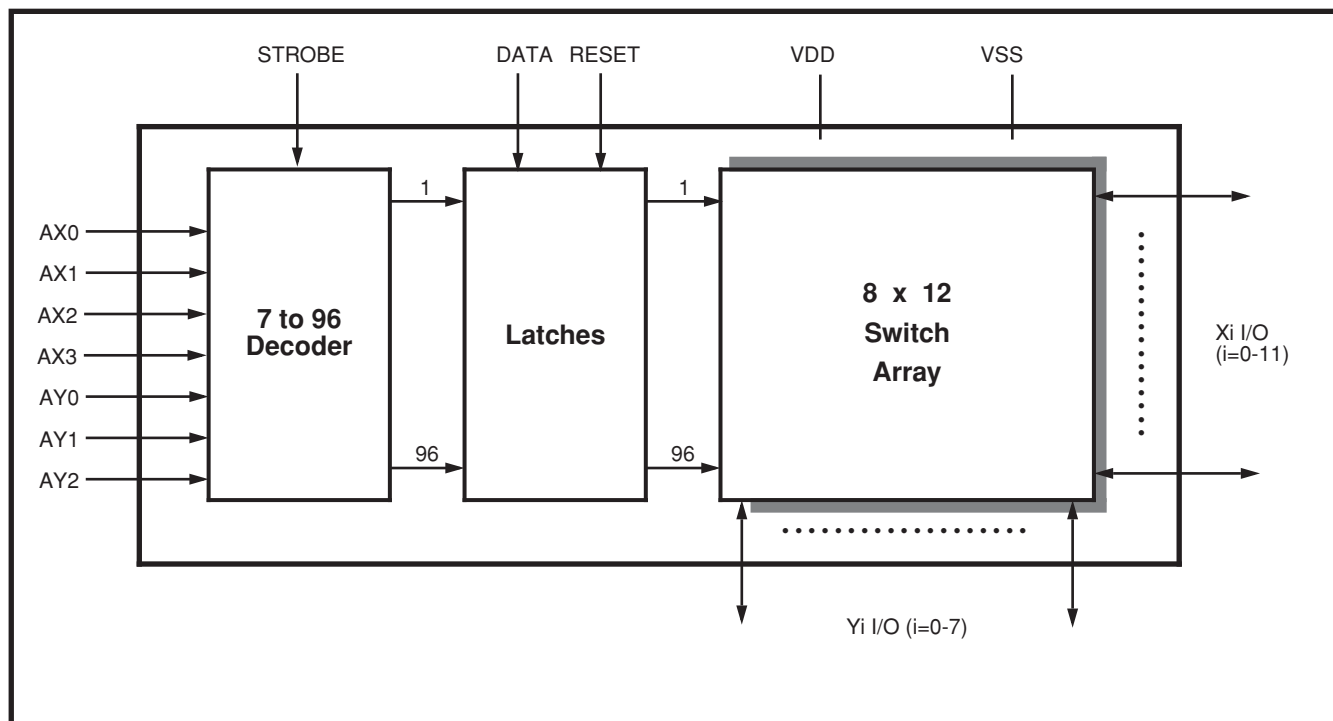 STROBE
DATA
RESET
VDD
VSS
1
1
AX0
AX1
AX2
AX3
AY0
AY1
AY2
7 to 96
Decoder
Latches
8 x 12
Switch
Array
Xi I/O
(i=0-11)
96
96
Yi I/O (i=0-7)